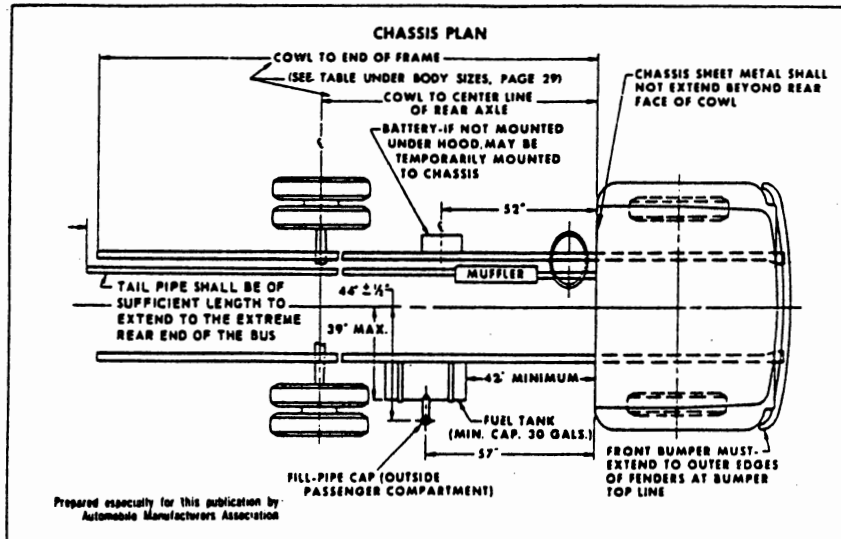 CHASSIS PLAN
COWL TO END OF FRAME
(SEE TABLE UNDER BODY SIZES, PAGE 29)
COWL TO CENTER LINE
OF REAR AXLE
CHASSIS SHEET METAL SHALL
NOT EXTEND BEYOND REAR
FACE OF COWL
BATTERY-IF NOT MOUNTED
UNDER HOOD, MAY BE
TEMPORARILY MOUNTED
TO CHASSIS
℄
℄
52"
MUFFLER
TAIL PIPE SHALL BE OF
SUFFICIENT LENGTH TO
EXTEND TO THE EXTREME
REAR END OF THE BUS
44" ± ½"
39" MAX.
42" MINIMUM
FUEL TANK
(MIN. CAP. 30 GALS.)
57"
FILL-PIPE CAP (OUTSIDE
PASSENGER COMPARTMENT)
FRONT BUMPER MUST-
EXTEND TO OUTER EDGES
OF FENDERS AT BUMPER
TOP LINE
Prepared especially for this publication by
Automobile Manufacturers Association